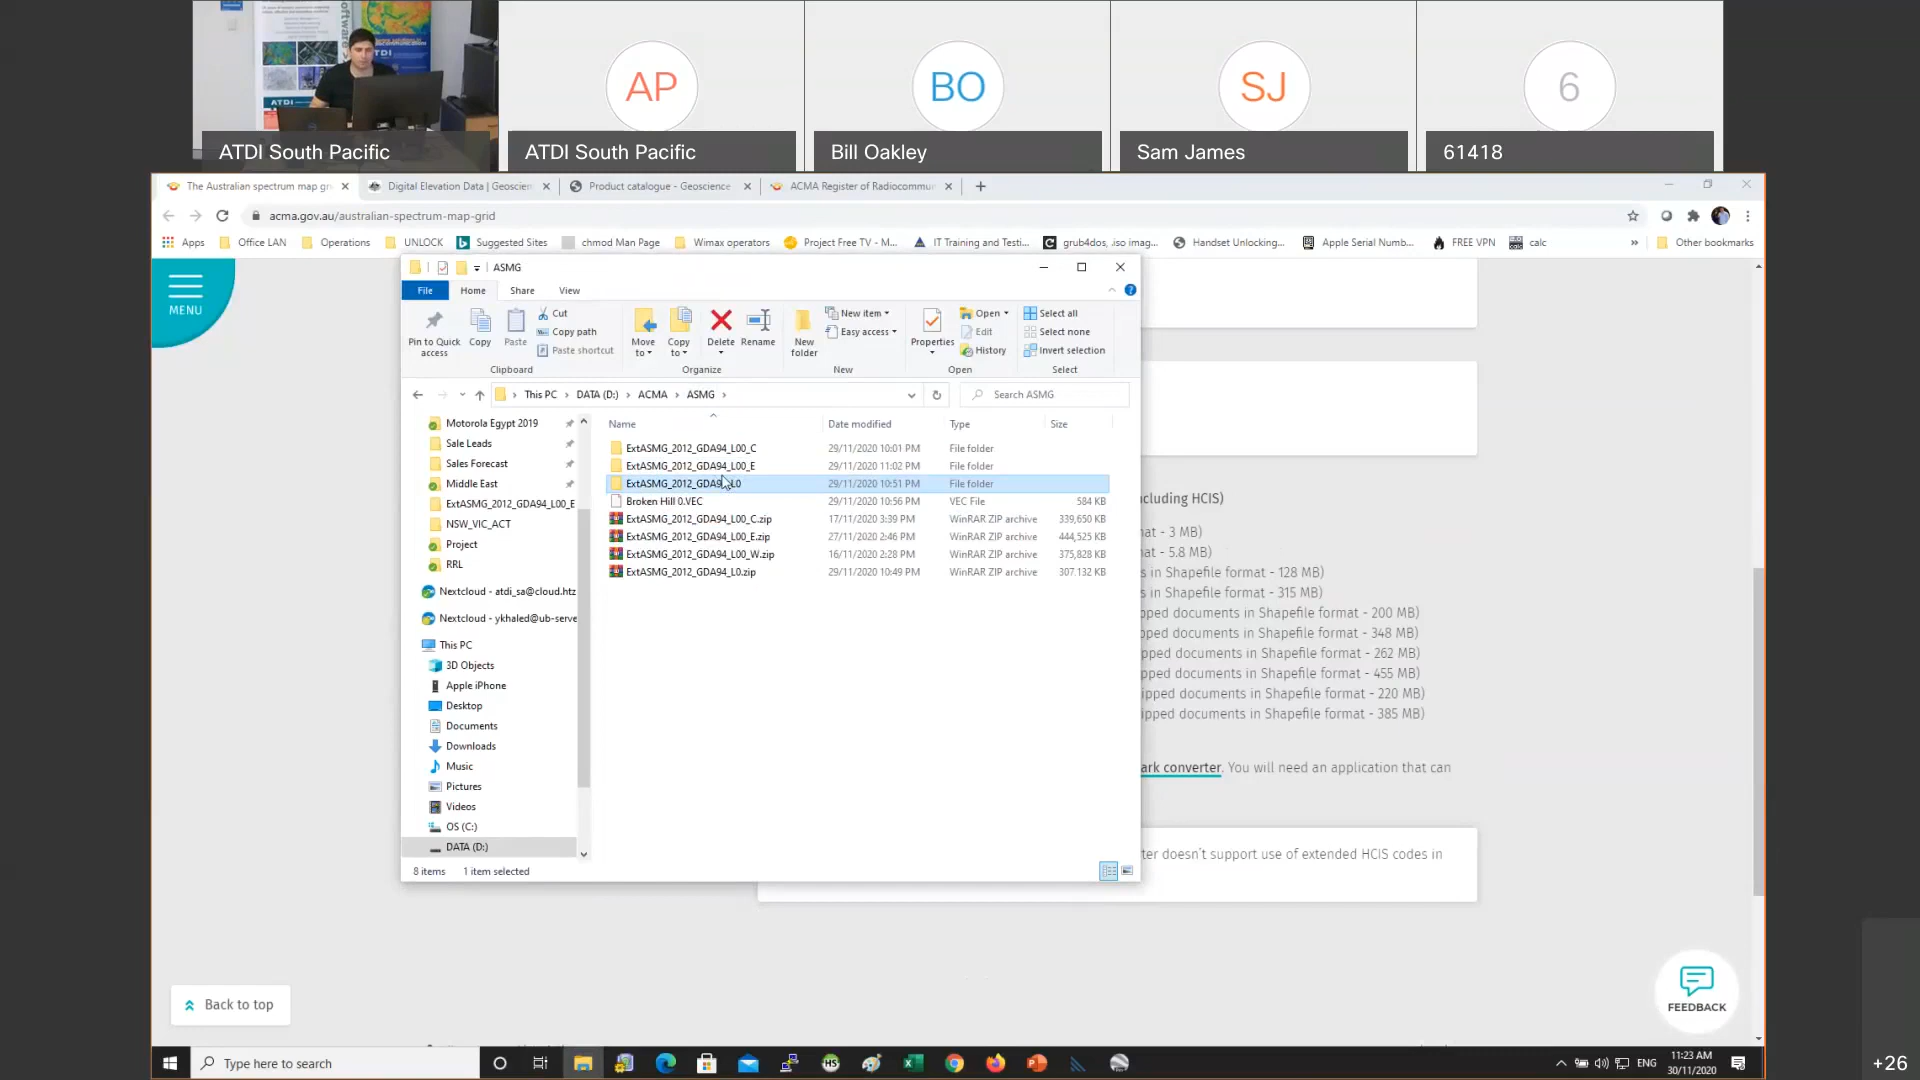 AP
BO
SJ
6
ATDI South Pacific
ATDI South Pacific
Bill Oakley
Sam James
61418
The Australian spectrum map gr
Digital Elevation Data | Geoscien
Product catalogue - Geoscience
ACMA Register of Radiocommu
acma.gov.au/australian-spectrum-map-grid
Apps
Office LAN
Operations
UNLOCK
Suggested Sites
chmod Man Page
Wimax operators
Project Free TV - M...
IT Training and Testi...
grub4dos, .iso imag...
Handset Unlocking...
Apple Serial Numb...
FREE VPN
calc
»
Other bookmarks
MENU
ASMG
File
Home
Share
View
Pin to Quick access
Copy
Paste
Cut
Copy path
Paste shortcut
Clipboard
Move to
Copy to
Delete
Rename
Organize
New folder
New item
Easy access
New
Properties
Open
Edit
History
Open
Select all
Select none
Invert selection
Select
This PC > DATA (D:) > ACMA > ASMG >
Search ASMG
Name Date modified Type Size
ExtASMG_2012_GDA94_L00_C 29/11/2020 10:01 PM File folder
ExtASMG_2012_GDA94_L00_E 29/11/2020 11:02 PM File folder
ExtASMG_2012_GDA94_L0 29/11/2020 10:51 PM File folder
Broken Hill 0.VEC 29/11/2020 10:56 PM VEC File 584 KB
ExtASMG_2012_GDA94_L00_C.zip 17/11/2020 3:39 PM WinRAR ZIP archive 339,650 KB
ExtASMG_2012_GDA94_L00_E.zip 27/11/2020 2:46 PM WinRAR ZIP archive 444,525 KB
ExtASMG_2012_GDA94_L00_W.zip 16/11/2020 2:28 PM WinRAR ZIP archive 375,828 KB
ExtASMG_2012_GDA94_L0.zip 29/11/2020 10:49 PM WinRAR ZIP archive 307,132 KB
Motorola Egypt 2019
Sale Leads
Sales Forecast
Middle East
ExtASMG_2012_GDA94_L00_E
NSW_VIC_ACT
Project
RRL
Nextcloud - atdi_sa@cloud.htz
Nextcloud - ykhaled@ub-serve
This PC
3D Objects
Apple iPhone
Desktop
Documents
Downloads
Music
Pictures
Videos
OS (C:)
DATA (D:)
8 items 1 item selected
cluding HCIS)
at - 3 MB)
at - 5.8 MB)
s in Shapefile format - 128 MB)
s in Shapefile format - 315 MB)
pped documents in Shapefile format - 200 MB)
pped documents in Shapefile format - 348 MB)
pped documents in Shapefile format - 262 MB)
pped documents in Shapefile format - 455 MB)
ipped documents in Shapefile format - 220 MB)
ipped documents in Shapefile format - 385 MB)
ark converter. You will need an application that can
ter doesn't support use of extended HCIS codes in
Back to top
FEEDBACK
Type here to search
ENG
11:23 AM
30/11/2020
+26